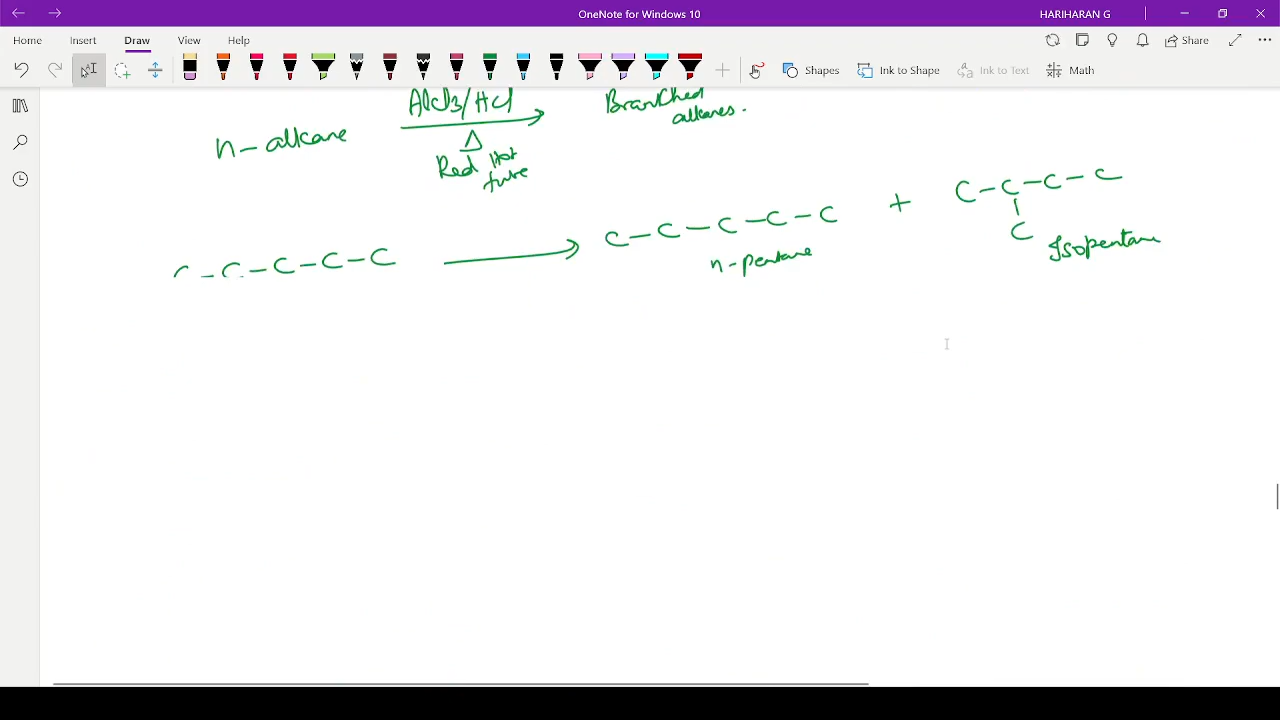 OneNote for Windows 10
HARIHARAN G
Home Insert Draw View Help
Share
Shapes Ink to Shape Ink to Text Math
n-alkane AlCl3/HCl Branched alkanes.
Δ
Red Hot
tube
C-C-C-C-C → C-C-C-C-C + C-C-C-C
C
n-pentane Isopentane